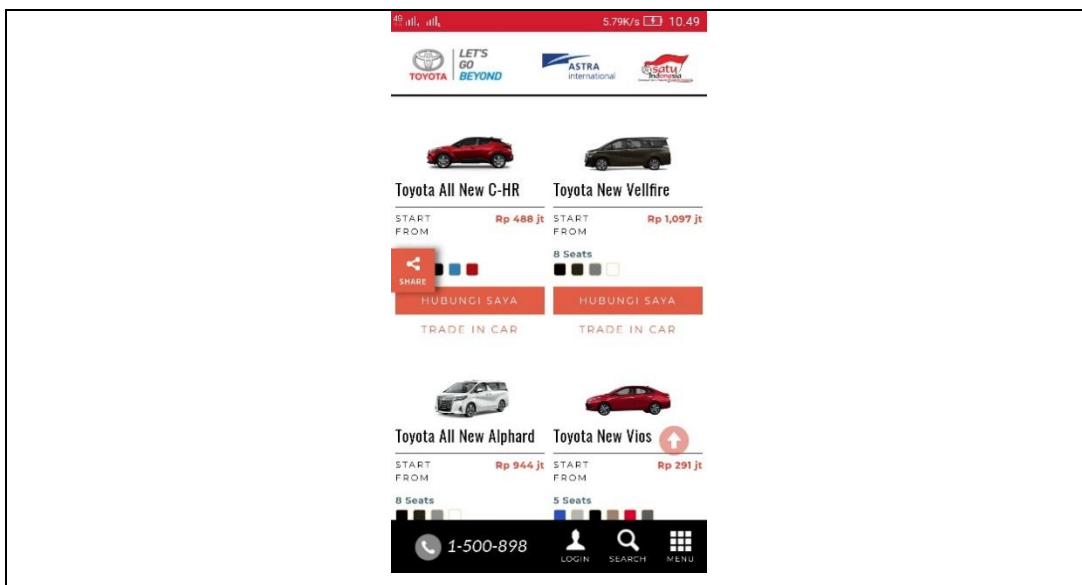 4G
5.79K/s 10.49
TOYOTA
LET'S
GO
BEYOND
ASTRA
international
satu
Indonesia
Toyota All New C-HR
START
FROM
Rp 488 jt
SHARE
HUBUNGI SAYA
TRADE IN CAR
Toyota New Vellfire
START
FROM
Rp 1,097 jt
8 Seats
HUBUNGI SAYA
TRADE IN CAR
Toyota All New Alphard
START
FROM
Rp 944 jt
8 Seats
Toyota New Vios
START
FROM
Rp 291 jt
5 Seats
1-500-898
LOGIN
SEARCH
MENU